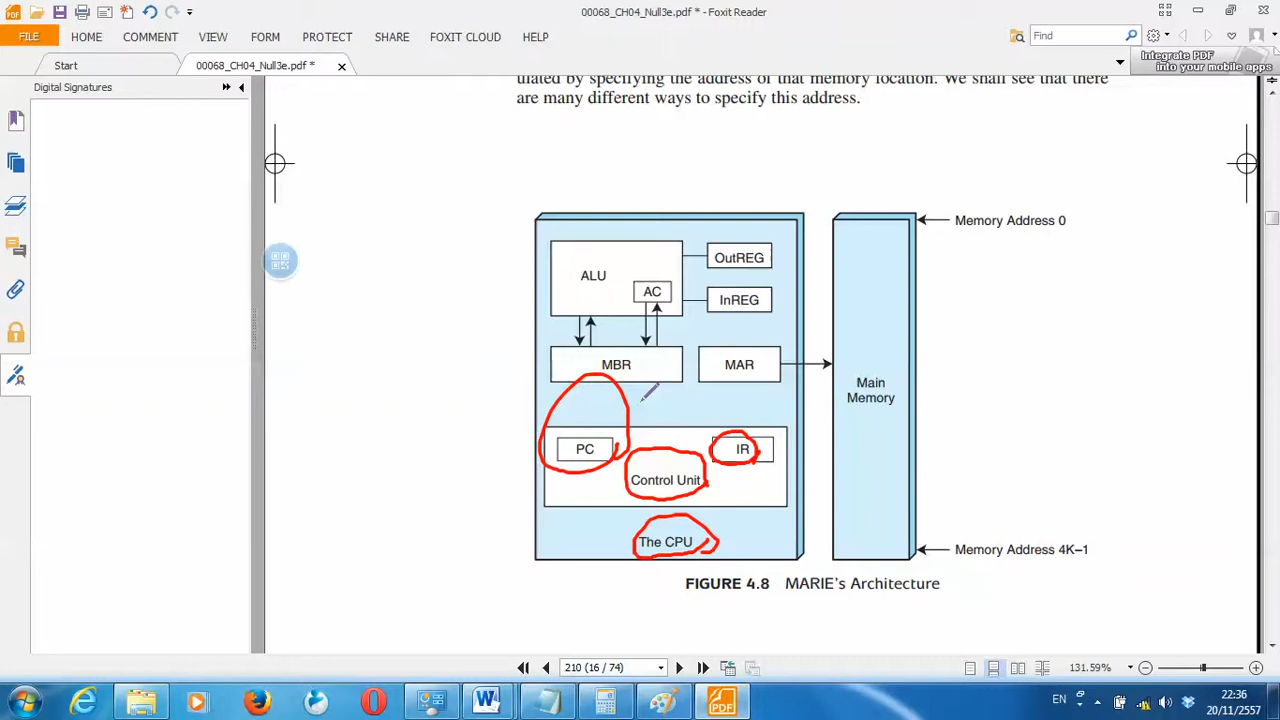 00068_CH04_Null3e.pdf * - Foxit Reader
FILE HOME COMMENT VIEW FORM PROTECT SHARE FOXIT CLOUD HELP Find
Start 00068_CH04_Null3e.pdf * Integrate PDF
into your mobile apps
Digital Signatures
tiated by specifying the address of that memory location. We shall see that there
are many different ways to specify this address.
Memory Address 0
ALU OutREG
AC InREG
MBR MAR
Main
Memory
PC IR
Control Unit
The CPU
Memory Address 4K–1
FIGURE 4.8 MARIE's Architecture
210 (16 / 74) 131.59%
EN 22:36
20/11/2557